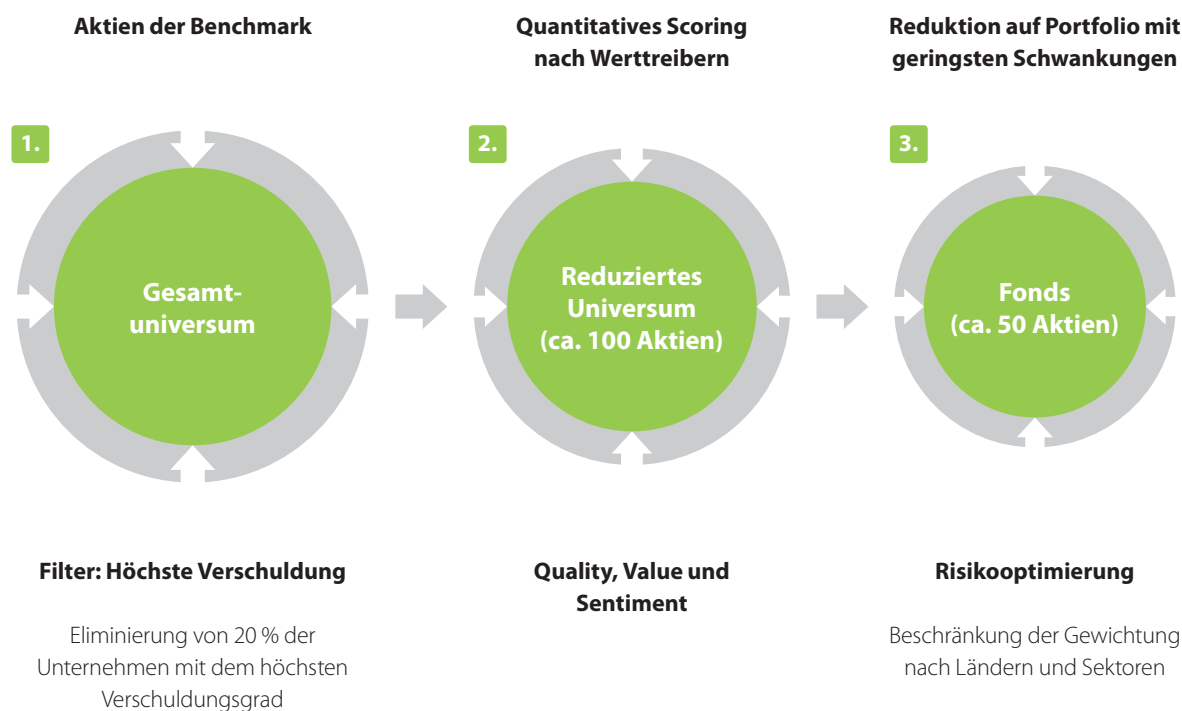 Aktien der Benchmark
1.
Gesamt-
universum
Filter: Höchste Verschuldung
Eliminierung von 20 % der
Unternehmen mit dem höchsten
Verschuldungsgrad
Quantitatives Scoring
nach Werttreibern
2.
Reduziertes
Universum
(ca. 100 Aktien)
Quality, Value und
Sentiment
Reduktion auf Portfolio mit
geringsten Schwankungen
3.
Fonds
(ca. 50 Aktien)
Risikooptimierung
Beschränkung der Gewichtung
nach Ländern und Sektoren